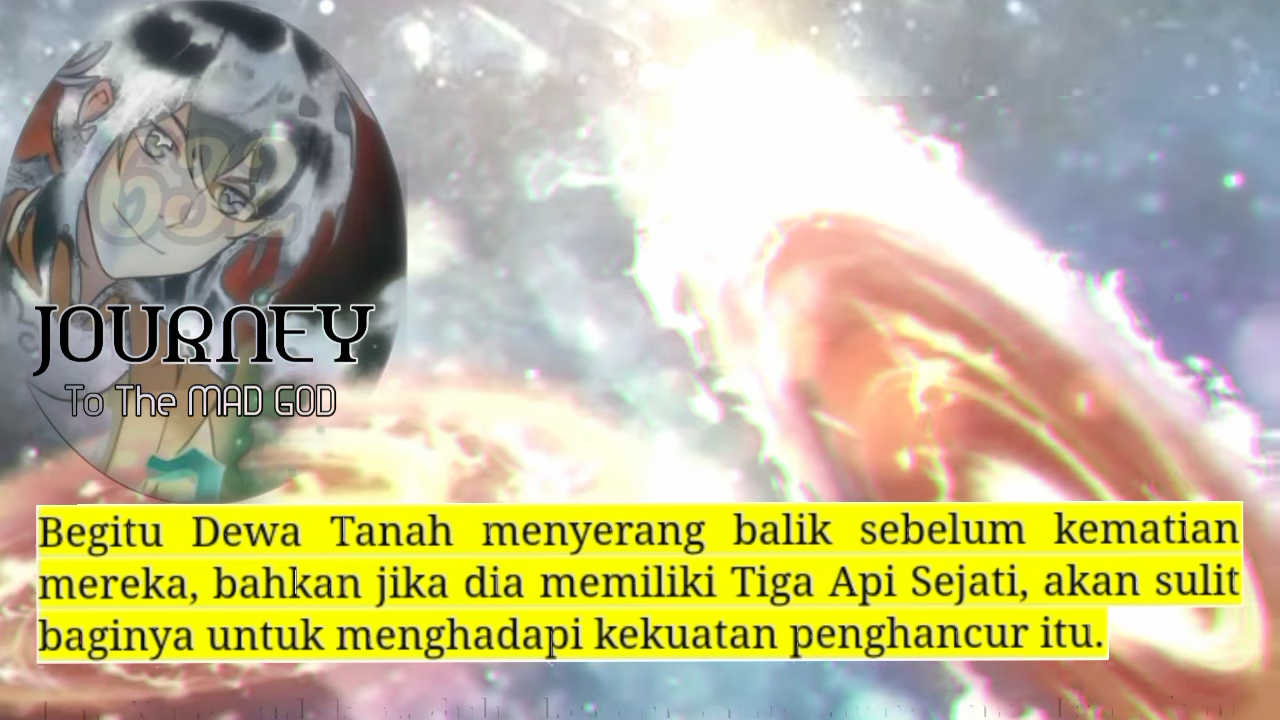 632
JOURNEY
To The MAD GOD
Begitu Dewa Tanah menyerang balik sebelum kematian
mereka, bahkan jika dia memiliki Tiga Api Sejati, akan sulit
baginya untuk menghadapi kekuatan penghancur itu.